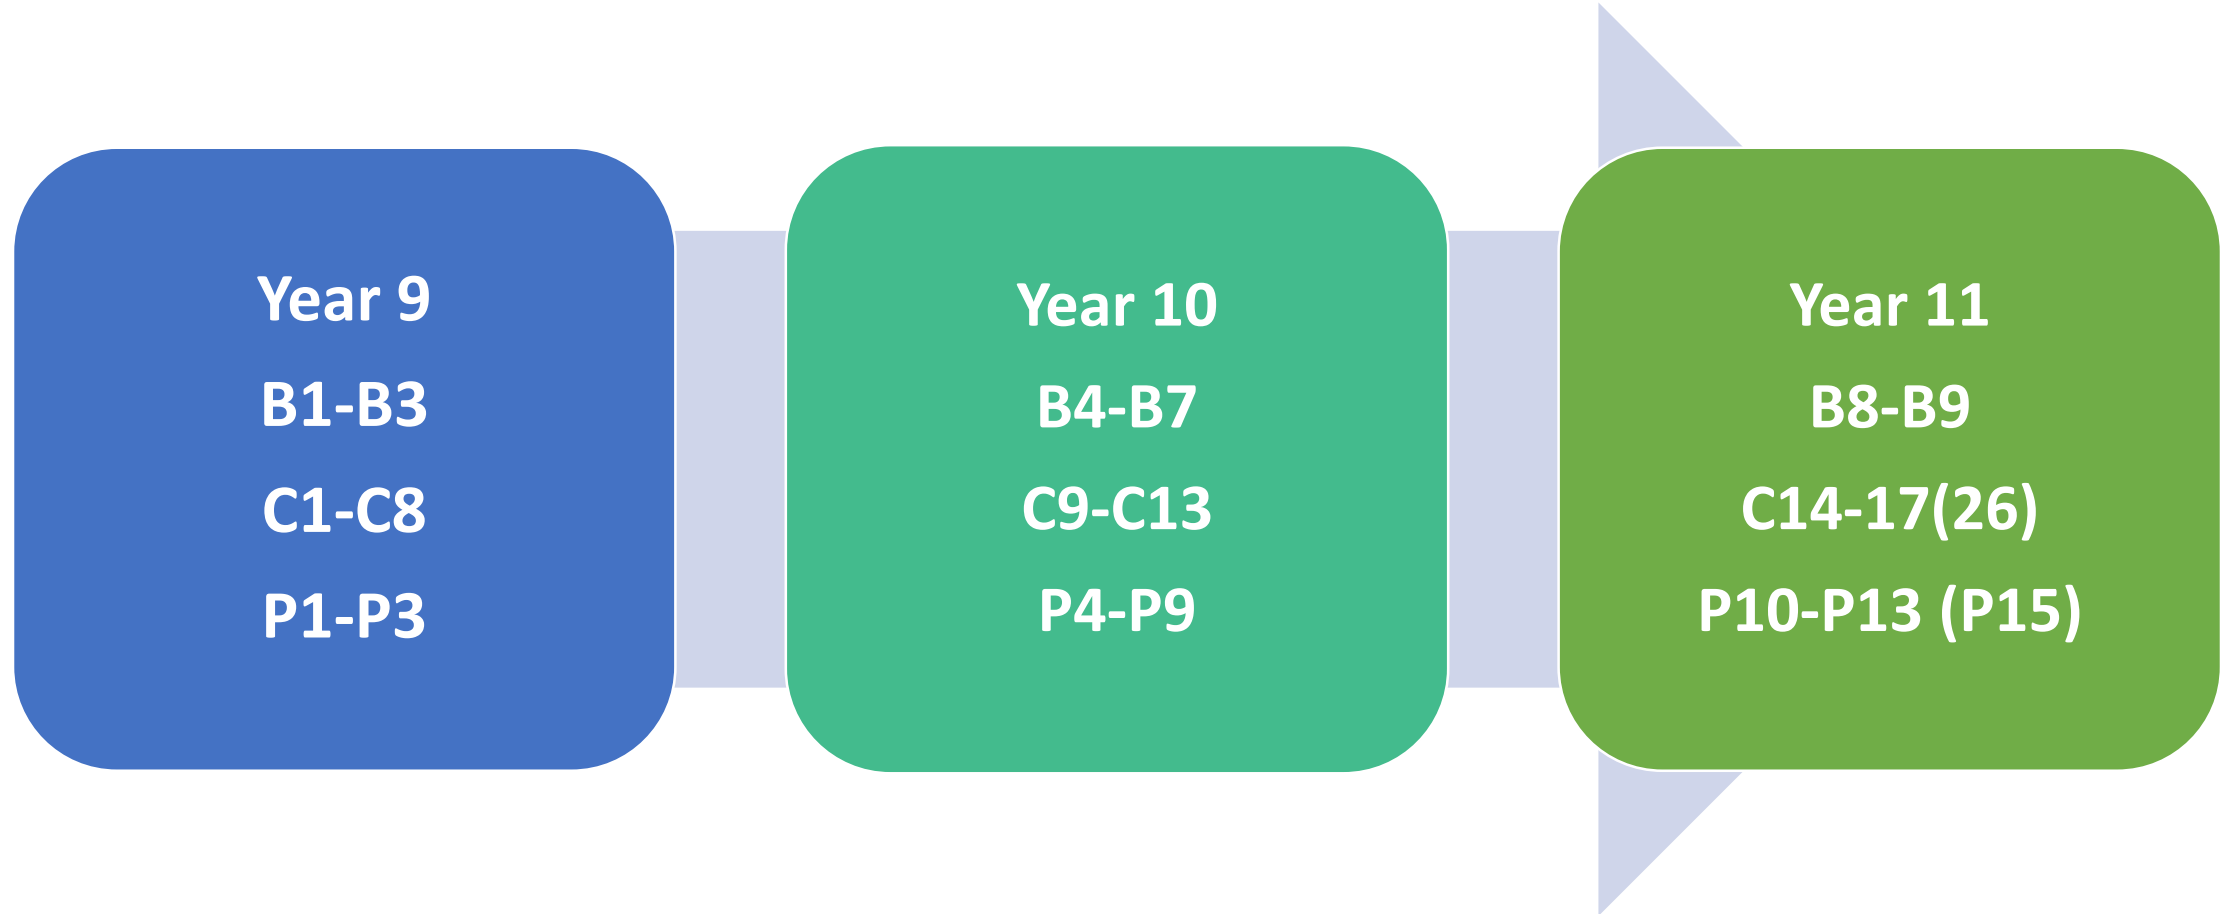 Year 9
B1-B3
C1-C8
P1-P3
Year 10
B4-B7
C9-C13
P4-P9
Year 11
B8-B9
C14-17(26)
P10-P13 (P15)